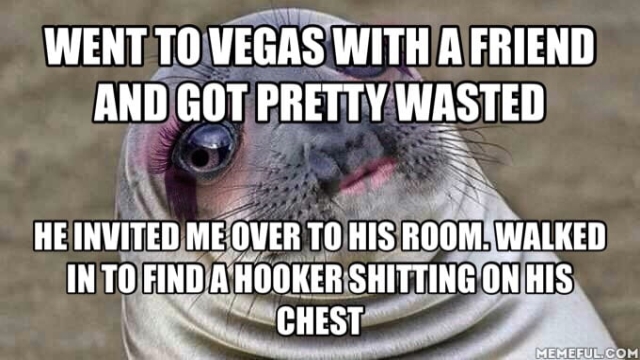 WENT TO VEGAS WITH A FRIEND
AND GOT PRETTY WASTED
HE INVITED ME OVER TO HIS ROOM. WALKED
IN TO FIND A HOOKER SHITTING ON HIS
CHEST
MEMEFUL.COM